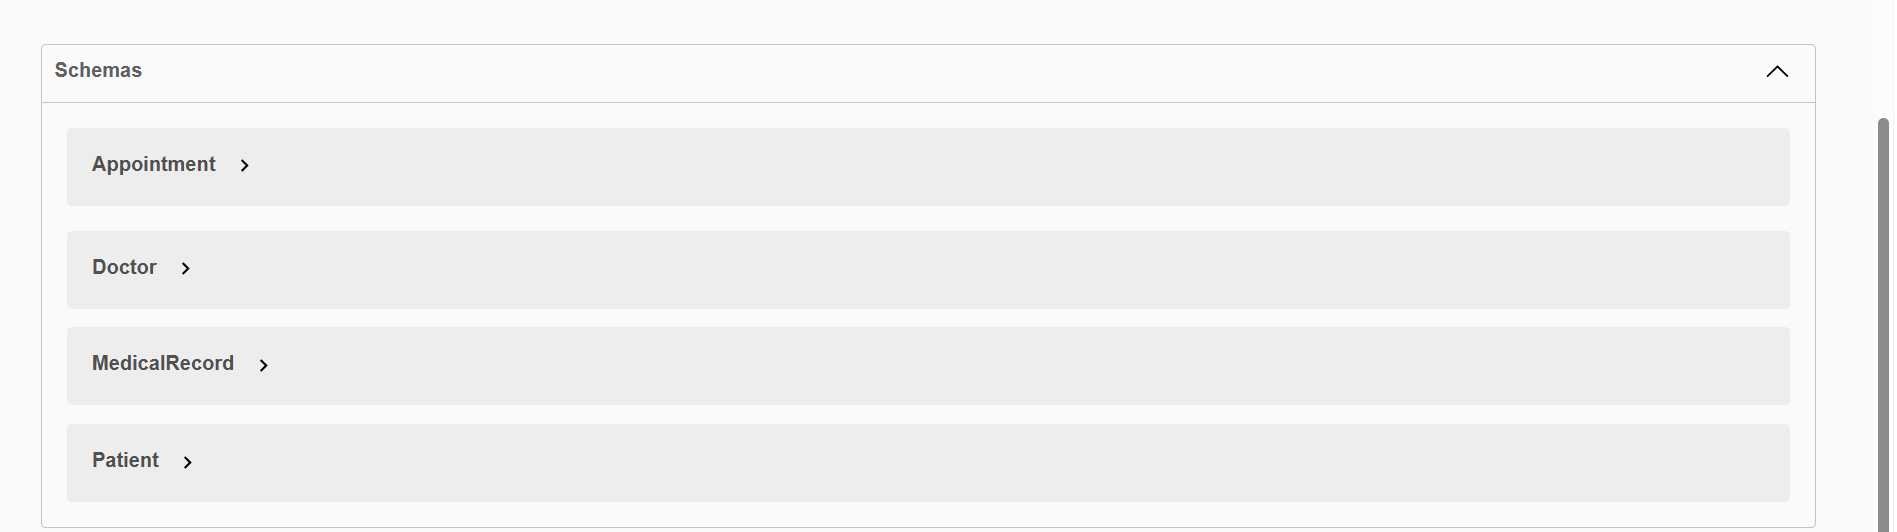 Schemas
Appointment
Doctor
MedicalRecord
Patient